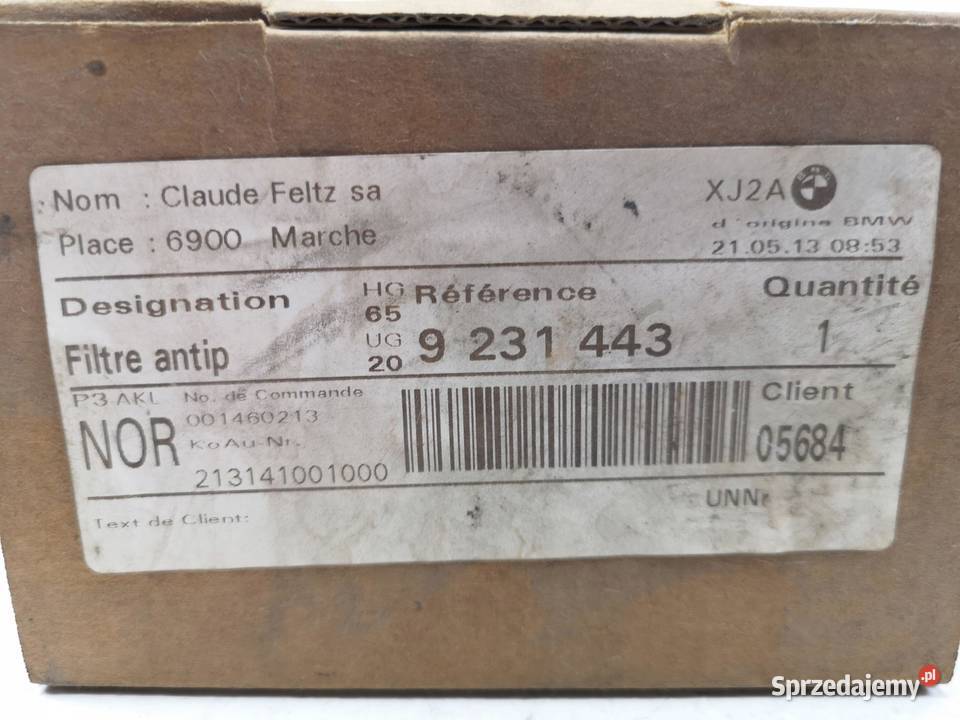 Nom : Claude Feltz sa XJ2A
Place : 6900 Marche d'origine BMW
21.05.13 08:53
Designation HG Référence Quantité
65
Filtre antip UG 9 231 443 1
20
P3 AKL No. de Commande Client
NOR 001460213 05684
KoAu-Nr.
213141001000
UNNr
Text de Client:
Sprzedajemy.pl